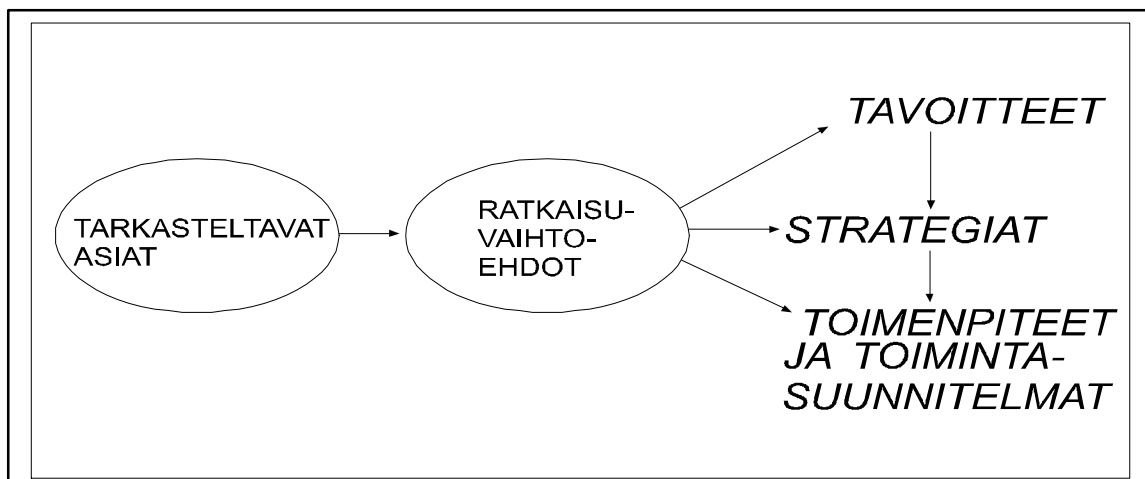 TARKASTELTAVAT
ASIAT
RATKAISU-
VAIHTO-
EHDOT
TAVOITTEET
STRATEGIAT
TOIMENPITEET
JA TOIMINTA-
SUUNNITELMAT